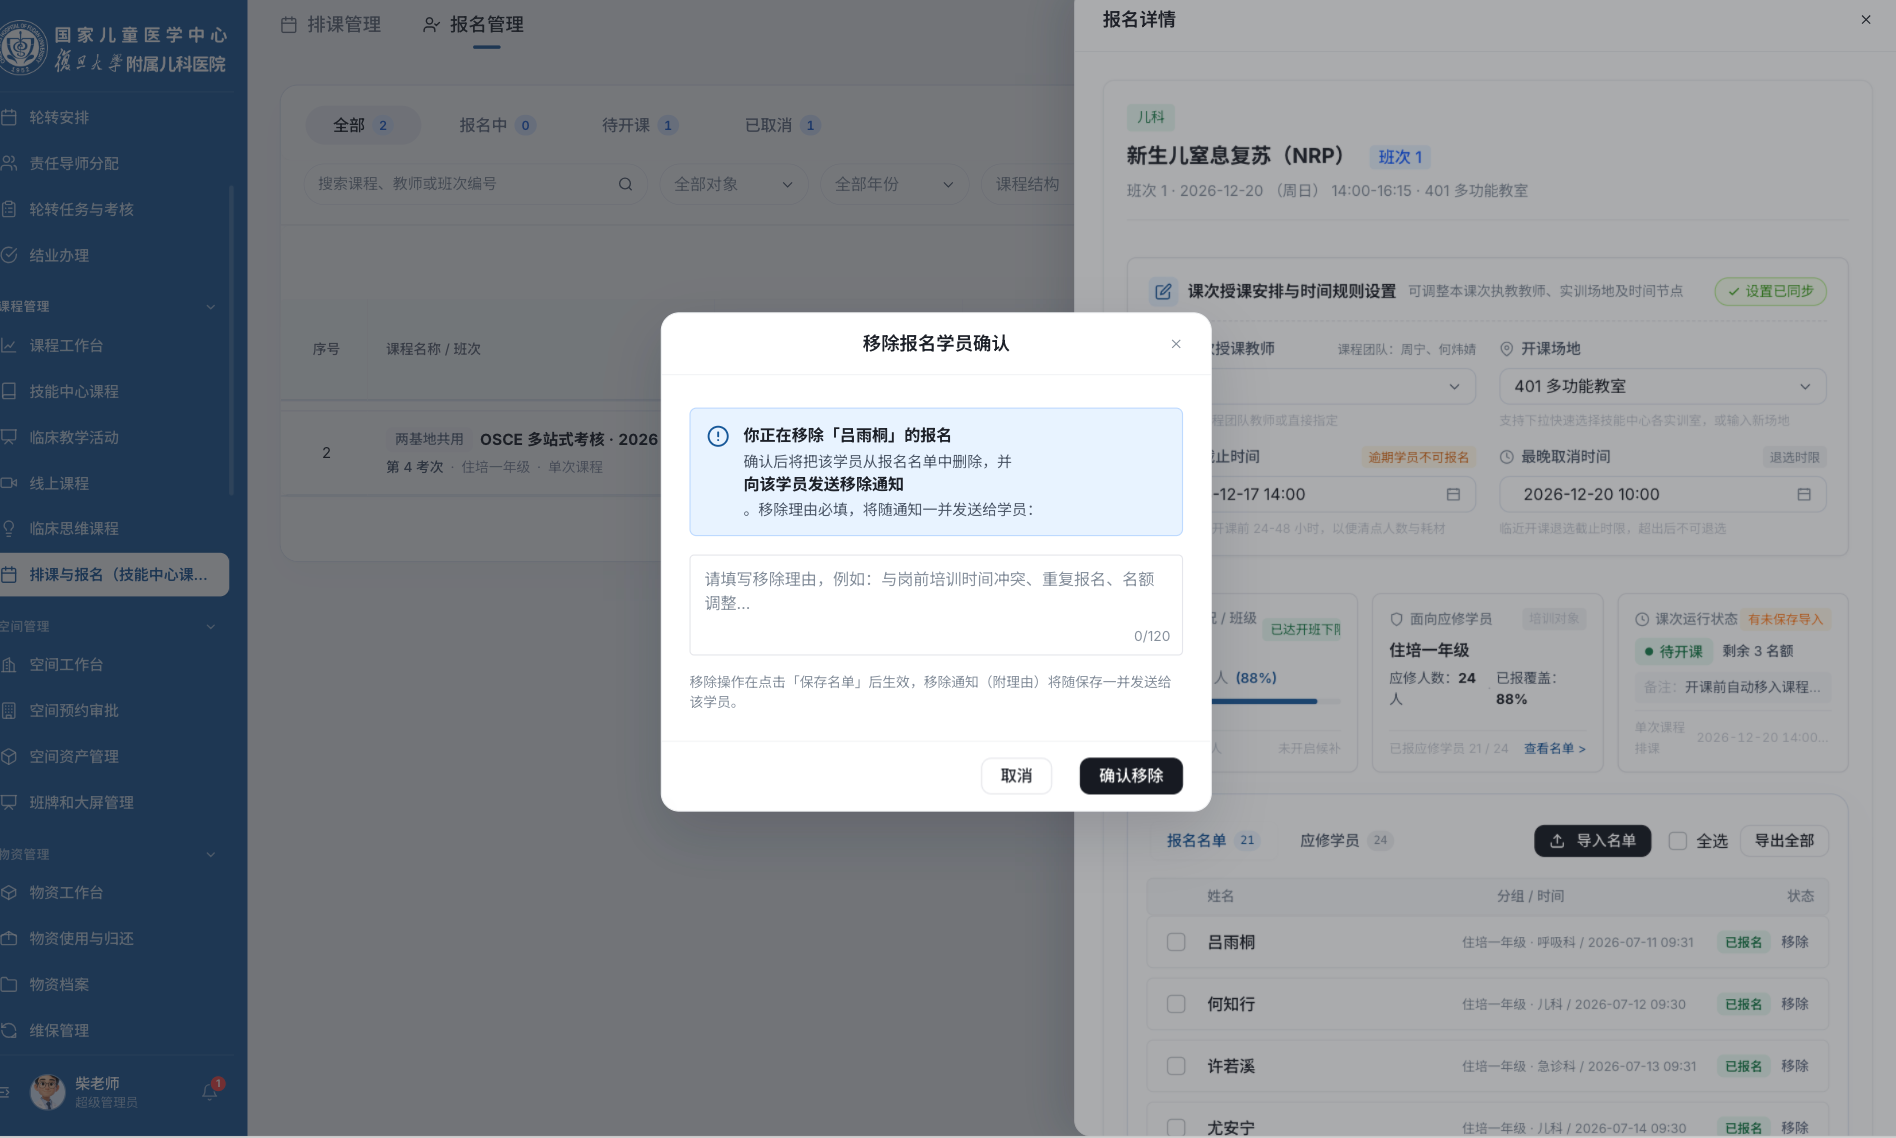 国家儿童医学中心
復旦大学附属儿科医院
轮转安排
责任导师分配
轮转任务与考核
结业办理
课程管理
课程工作台
技能中心课程
临床教学活动
线上课程
临床思维课程
排课与报名（技能中心课...
空间管理
空间工作台
空间预约审批
空间资产管理
班牌和大屏管理
物资管理
物资工作台
物资使用与归还
物资档案
维保管理
柴老师
超级管理员
1
排课管理
报名管理
全部 2
报名中 0
待开课 1
已取消 1
搜索课程、教师或班次编号
全部对象
全部年份
课程结构
序号
课程名称 / 班次
2
两基地共用 OSCE 多站式考核 · 2026
第 4 考次 · 住培一年级 · 单次课程
移除报名学员确认
你正在移除「吕雨桐」的报名
确认后将把该学员从报名名单中删除，并
向该学员发送移除通知
。移除理由必填，将随通知一并发送给学员：
请填写移除理由，例如：与岗前培训时间冲突、重复报名、名额
调整...
0/120
移除操作在点击「保存名单」后生效，移除通知（附理由）将随保存一并发送给
该学员。
取消
确认移除
报名详情
儿科
新生儿窒息复苏（NRP） 班次 1
班次 1 · 2026-12-20 （周日） 14:00-16:15 · 401 多功能教室
课次授课安排与时间规则设置 可调整本课次执教教师、实训场地及时间节点 设置已同步
授课教师 课程团队：周宁、何炜婧
开课场地
401 多功能教室
程团队教师或直接指定
支持下拉快速选择技能中心各实训室，或输入新场地
止时间 逾期学员不可报名
最晚取消时间 退选时限
-12-17 14:00
2026-12-20 10:00
开课前 24-48 小时，以便清点人数与耗材
临近开课退选截止时限，超出后不可退选
/ 班级 已达开班下限
人 (88%)
人 未开启候补
面向应修学员 培训对象
住培一年级
应修人数：24
人
已报覆盖：
88%
已报应修学员 21 / 24 查看名单 >
课次运行状态 有未保存导入
待开课 剩余 3 名额
备注： 开课前自动移入课程...
单次课程
排课
2026-12-20 14:00...
报名名单 21
应修学员 24
导入名单
全选
导出全部
姓名 分组 / 时间 状态
吕雨桐 住培一年级 · 呼吸科 / 2026-07-11 09:31 已报名 移除
何知行 住培一年级 · 儿科 / 2026-07-12 09:30 已报名 移除
许若溪 住培一年级 · 急诊科 / 2026-07-13 09:31 已报名 移除
尤安宁 住培一年级 · 儿科 / 2026-07-14 09:30 已报名 移除